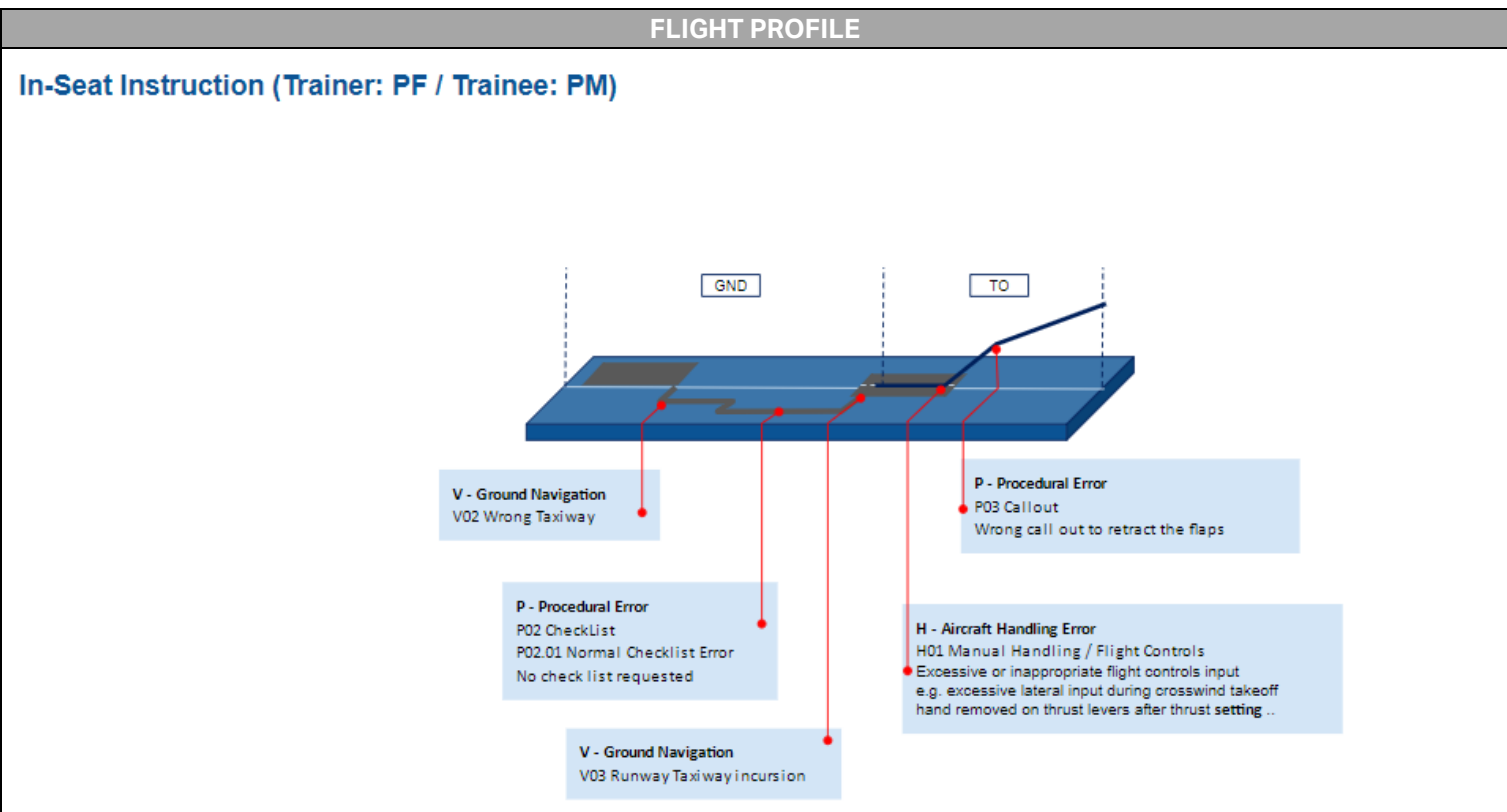 FLIGHT PROFILE
In-Seat Instruction (Trainer: PF / Trainee: PM)
GND
TO
V - Ground Navigation
V02 Wrong Taxiway
P - Procedural Error
P03 Callout
Wrong call out to retract the flaps
P - Procedural Error
P02 CheckList
P02.01 Normal Checklist Error
No check list requested
H - Aircraft Handling Error
H01 Manual Handling / Flight Controls
Excessive or inappropriate flight controls input
e.g. excessive lateral input during crosswind takeoff
hand removed on thrust levers after thrust setting ..
V - Ground Navigation
V03 Runway Taxiway incursion